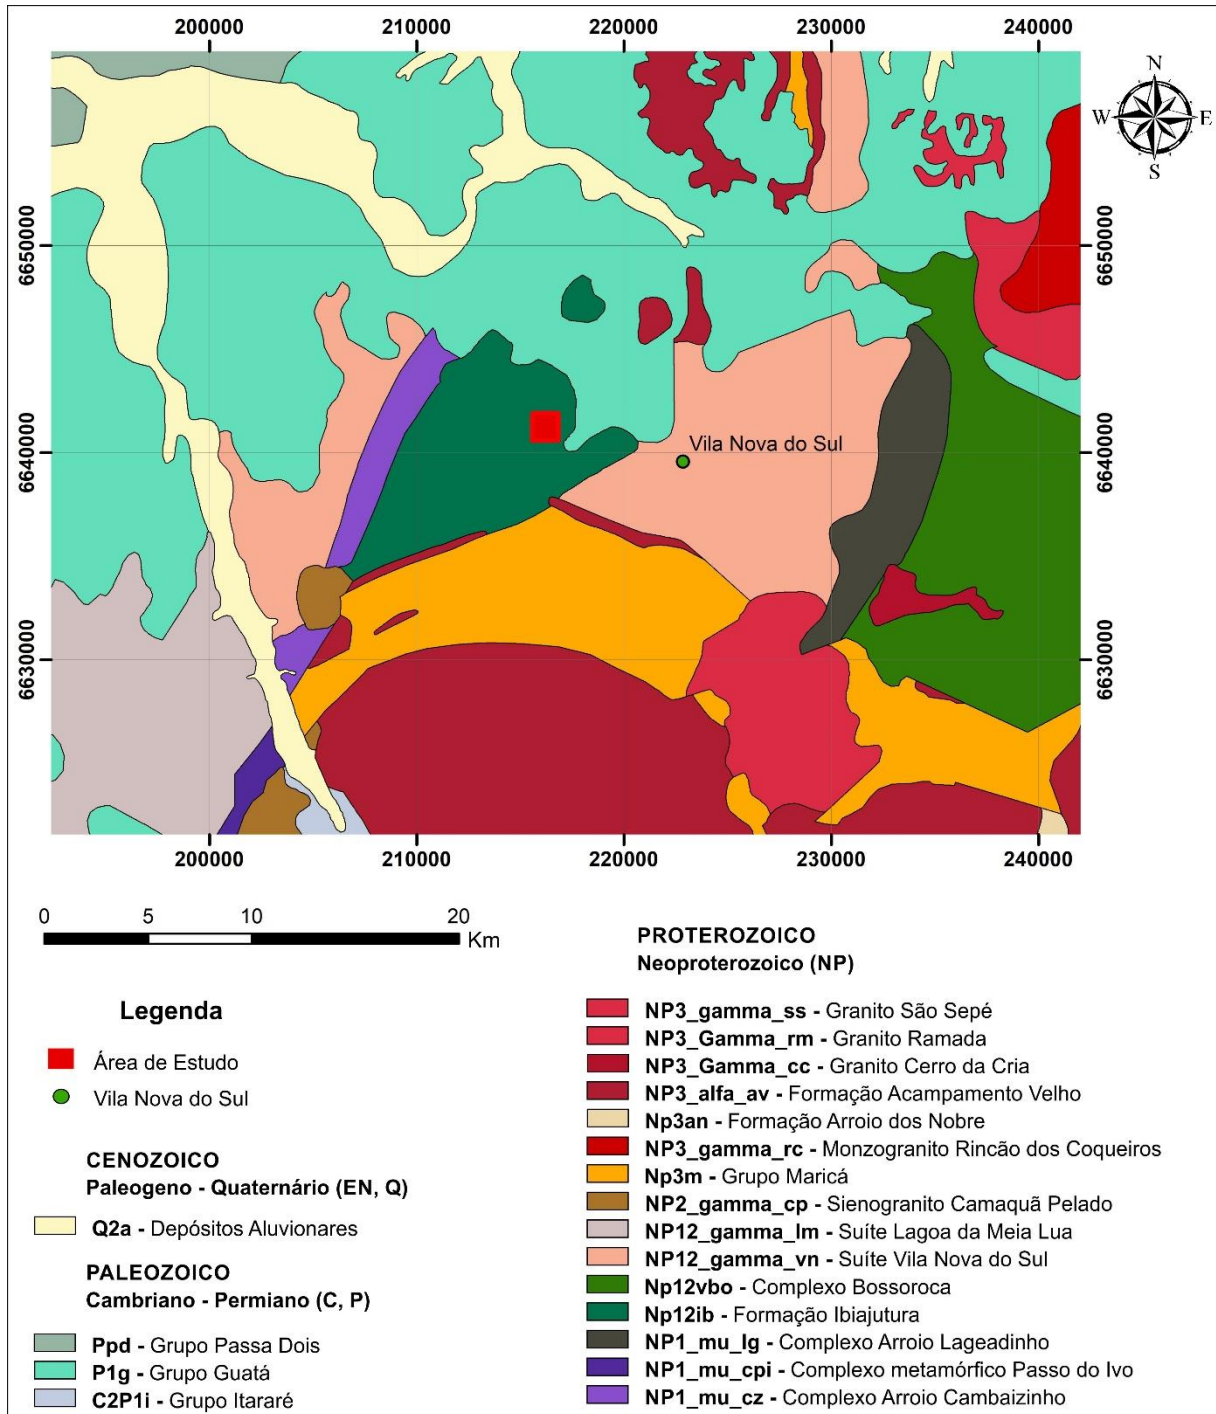 200000 210000 220000 230000 240000
N
W E
S
6650000 6650000
6640000 6640000
Vila Nova do Sul
6630000 6630000
200000 210000 220000 230000 240000
0 5 10 20
Km
Legenda
Área de Estudo
Vila Nova do Sul
CENOZOICO
Paleogeno - Quaternário (EN, Q)
Q2a - Depósitos Aluvionares
PALEOZOICO
Cambriano - Permiano (C, P)
Ppd - Grupo Passa Dois
P1g - Grupo Guatá
C2P1i - Grupo Itararé
PROTEROZOICO
Neoproterozoico (NP)
NP3_gamma_ss - Granito São Sepé
NP3_Gamma_rm - Granito Ramada
NP3_Gamma_cc - Granito Cerro da Cria
NP3_alfa_av - Formação Acampamento Velho
Np3an - Formação Arroio dos Nobre
NP3_gamma_rc - Monzogranito Rincão dos Coqueiros
Np3m - Grupo Maricá
NP2_gamma_cp - Sienogranito Camaquã Pelado
NP12_gamma_lm - Suíte Lagoa da Meia Lua
NP12_gamma_vn - Suíte Vila Nova do Sul
Np12vbo - Complexo Bossoroca
Np12ib - Formação Ibiajutura
NP1_mu_lg - Complexo Arroio Lageadinho
NP1_mu_cpi - Complexo metamórfico Passo do Ivo
NP1_mu_cz - Complexo Arroio Cambaizinho